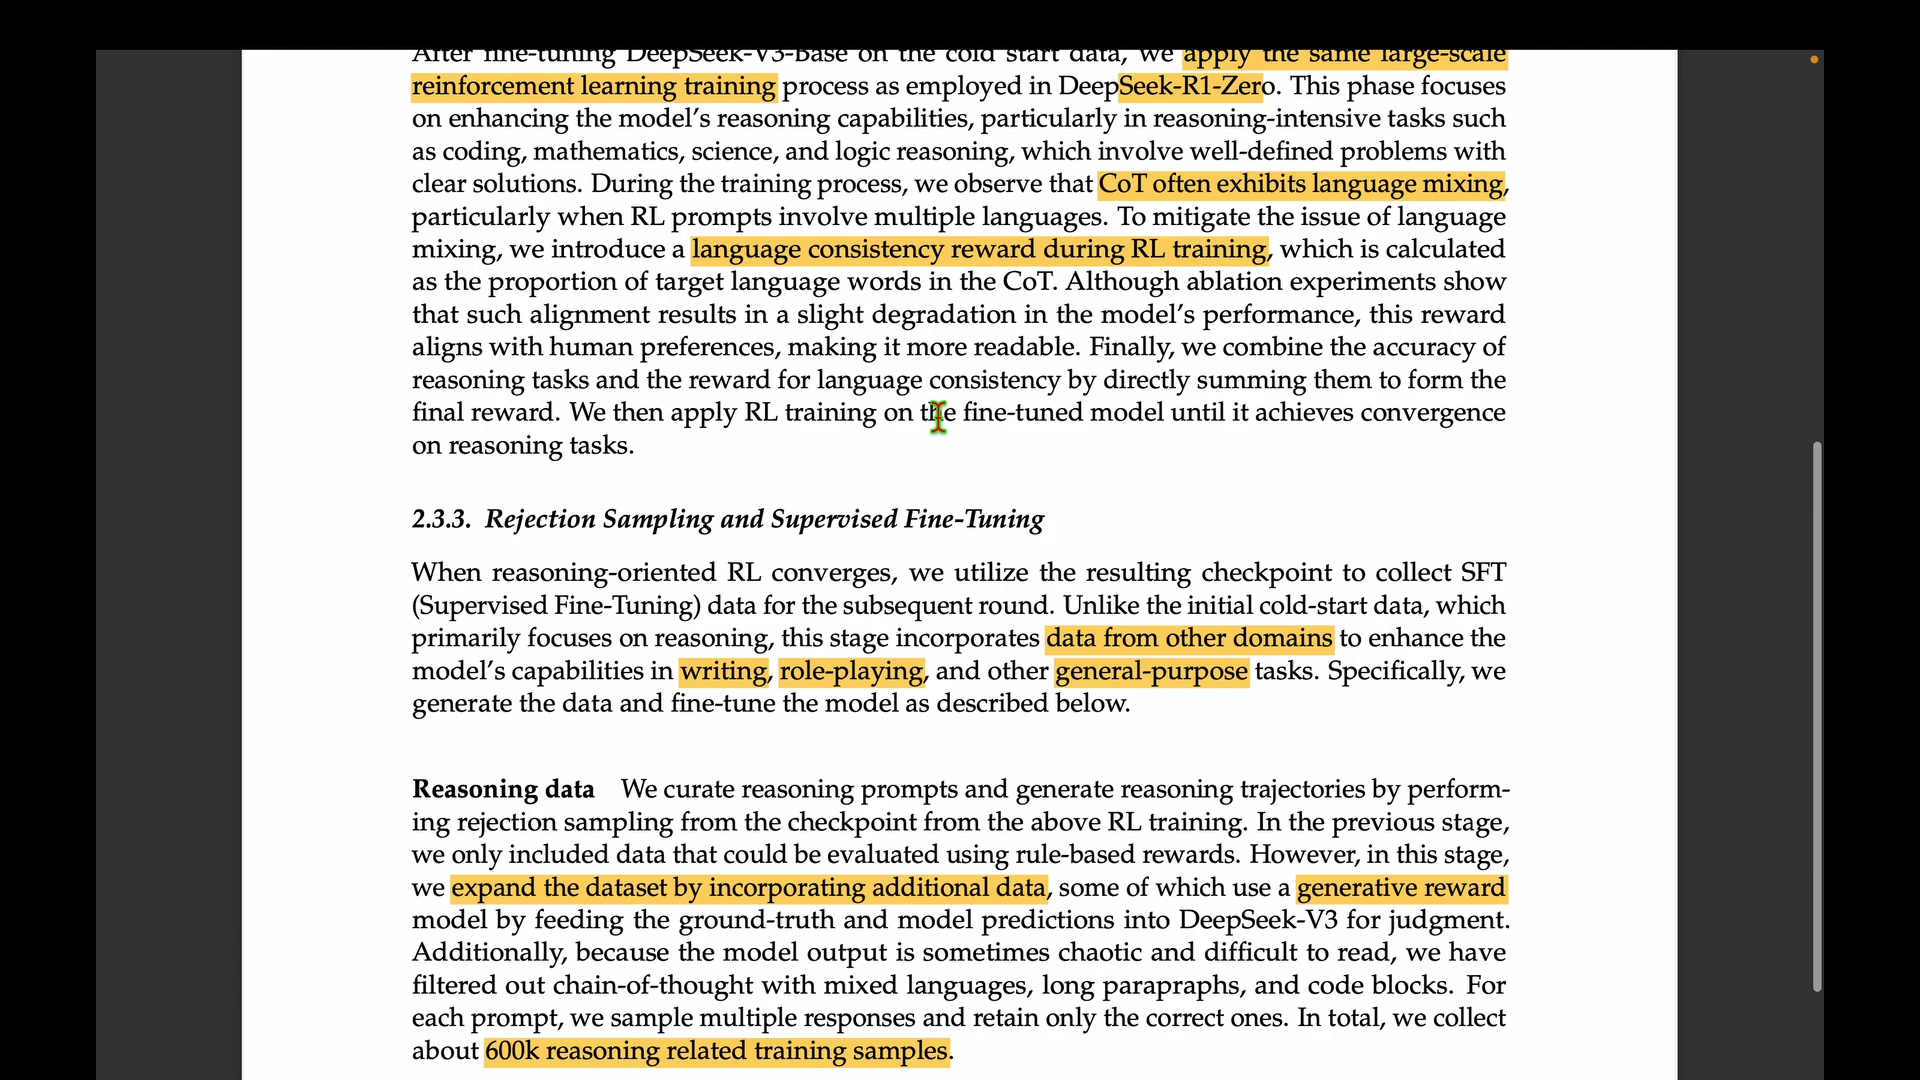 After fine-tuning DeepSeek-V3-Base on the cold start data, we apply the same large-scale
reinforcement learning training process as employed in DeepSeek-R1-Zero. This phase focuses
on enhancing the model's reasoning capabilities, particularly in reasoning-intensive tasks such
as coding, mathematics, science, and logic reasoning, which involve well-defined problems with
clear solutions. During the training process, we observe that CoT often exhibits language mixing,
particularly when RL prompts involve multiple languages. To mitigate the issue of language
mixing, we introduce a language consistency reward during RL training, which is calculated
as the proportion of target language words in the CoT. Although ablation experiments show
that such alignment results in a slight degradation in the model's performance, this reward
aligns with human preferences, making it more readable. Finally, we combine the accuracy of
reasoning tasks and the reward for language consistency by directly summing them to form the
final reward. We then apply RL training on the fine-tuned model until it achieves convergence
on reasoning tasks.
2.3.3. Rejection Sampling and Supervised Fine-Tuning
When reasoning-oriented RL converges, we utilize the resulting checkpoint to collect SFT
(Supervised Fine-Tuning) data for the subsequent round. Unlike the initial cold-start data, which
primarily focuses on reasoning, this stage incorporates data from other domains to enhance the
model's capabilities in writing, role-playing, and other general-purpose tasks. Specifically, we
generate the data and fine-tune the model as described below.
Reasoning data We curate reasoning prompts and generate reasoning trajectories by perform-
ing rejection sampling from the checkpoint from the above RL training. In the previous stage,
we only included data that could be evaluated using rule-based rewards. However, in this stage,
we expand the dataset by incorporating additional data, some of which use a generative reward
model by feeding the ground-truth and model predictions into DeepSeek-V3 for judgment.
Additionally, because the model output is sometimes chaotic and difficult to read, we have
filtered out chain-of-thought with mixed languages, long parapraphs, and code blocks. For
each prompt, we sample multiple responses and retain only the correct ones. In total, we collect
about 600k reasoning related training samples.